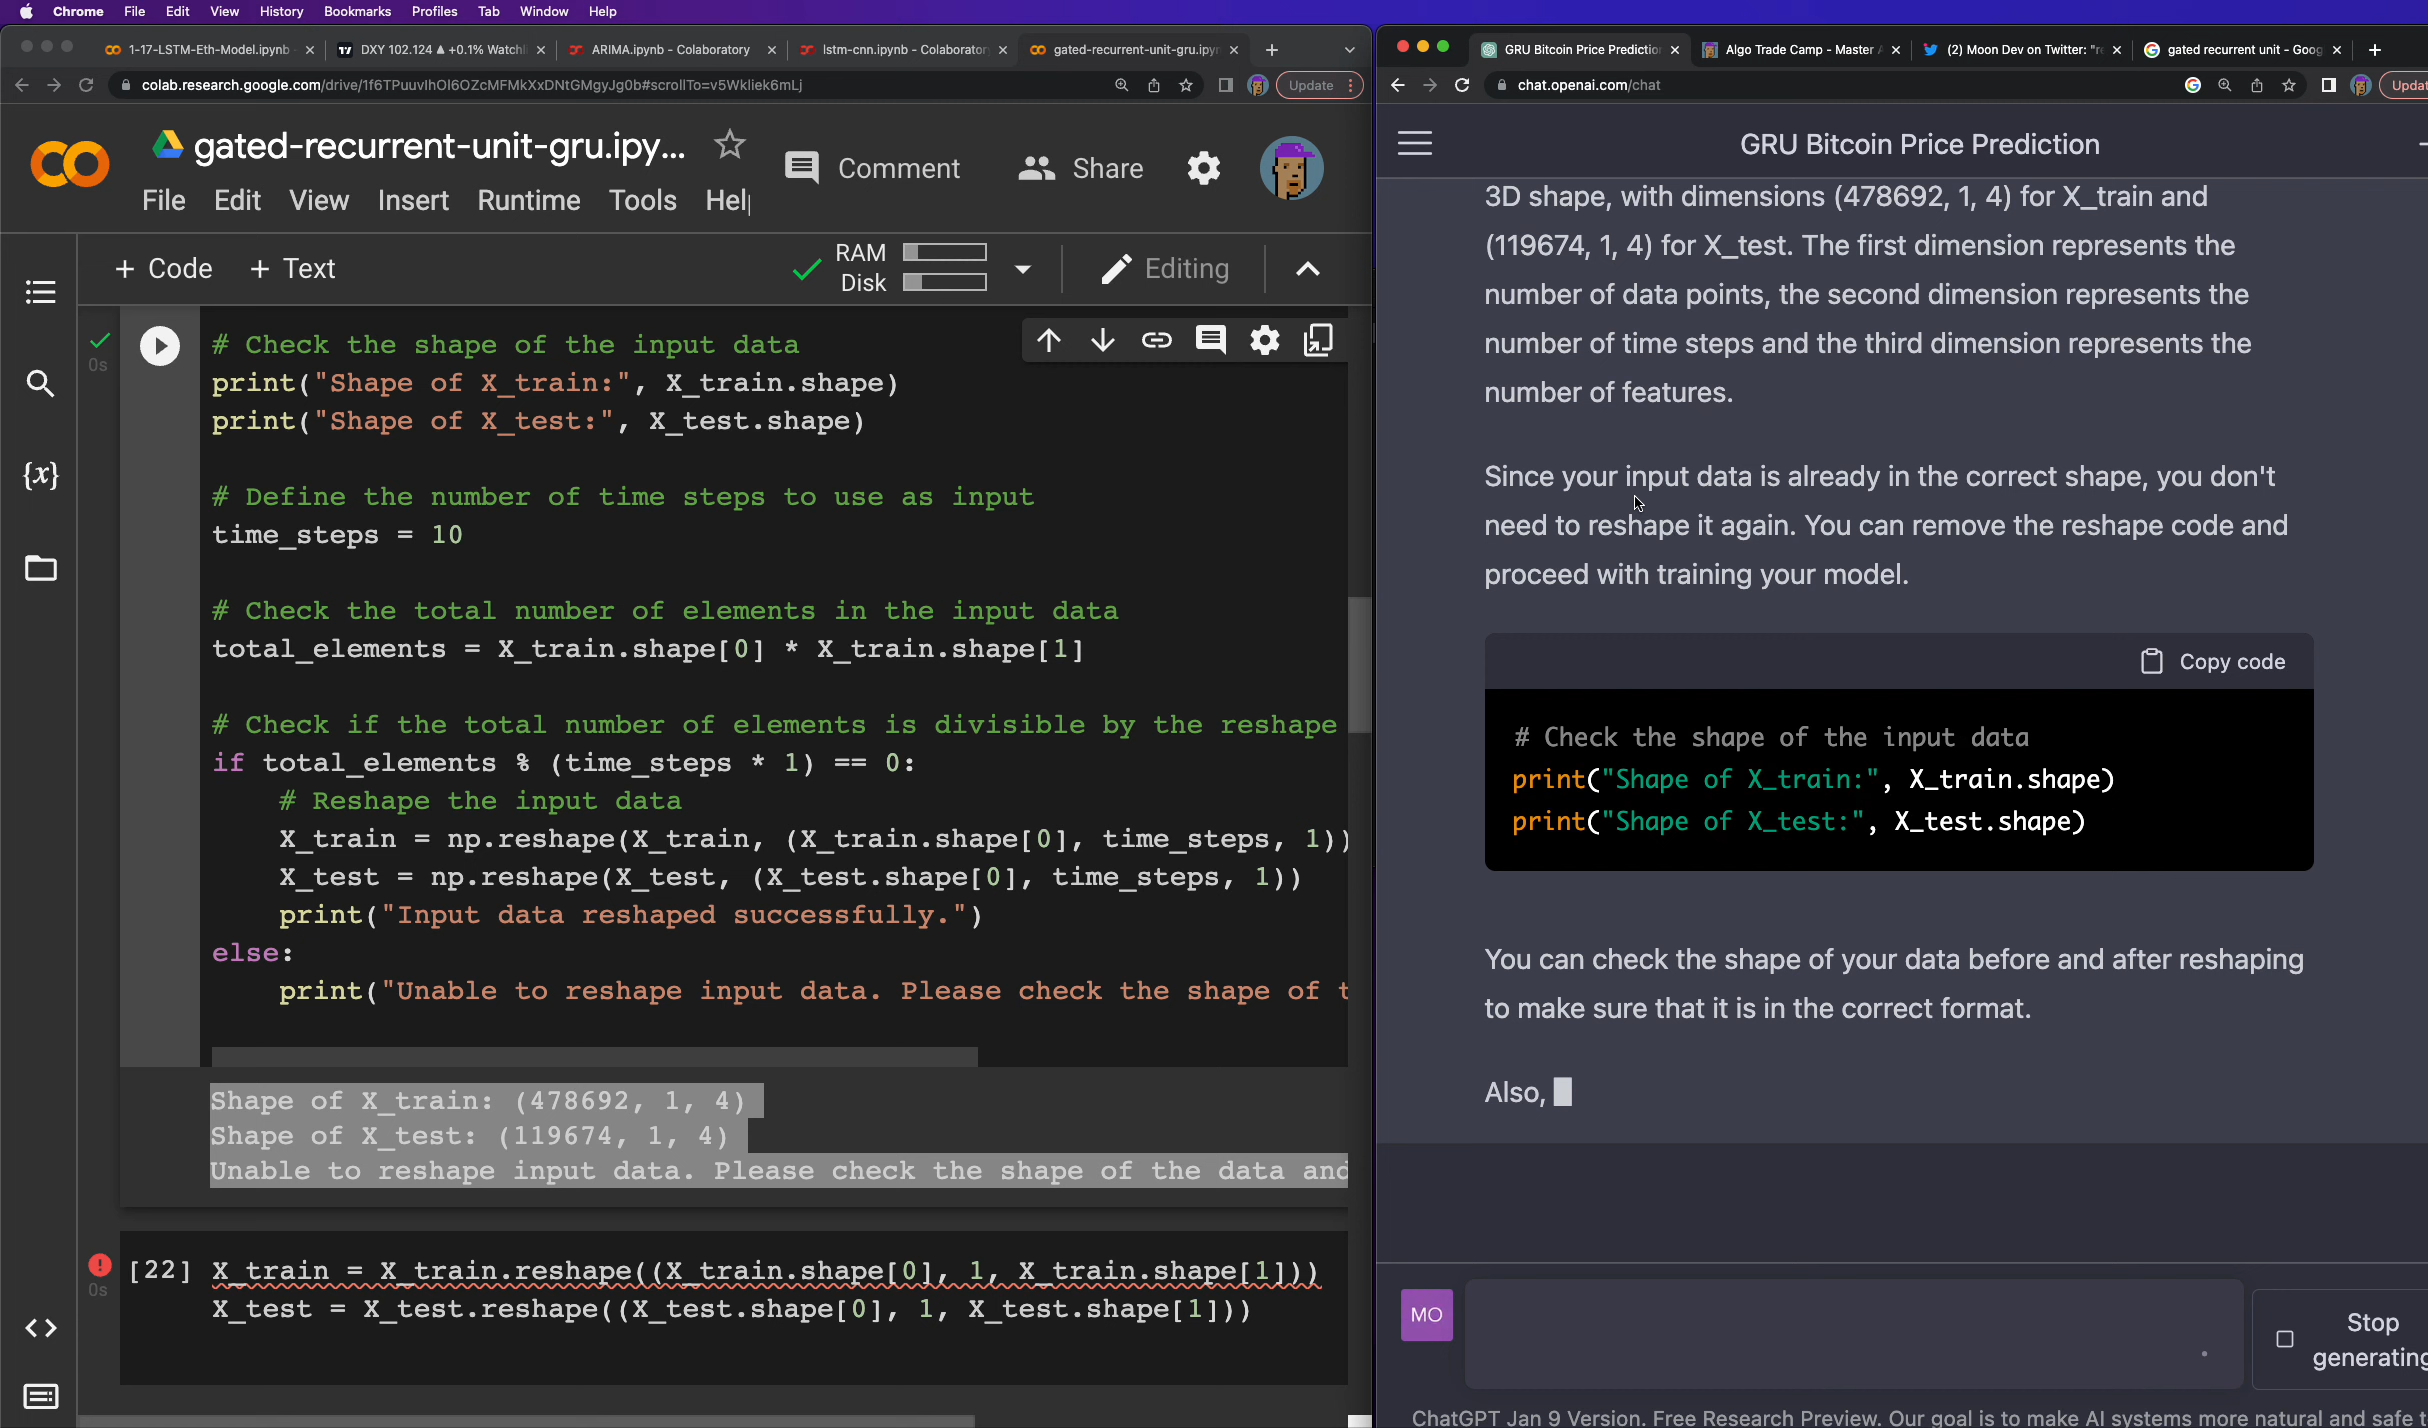 Chrome File Edit View History Bookmarks Profiles Tab Window Help
1-17-LSTM-Eth-Model.ipynb
DXY 102.124 ▲ +0.1% Watchli
ARIMA.ipynb - Colaboratory
lstm-cnn.ipynb - Colaborator
gated-recurrent-unit-gru.ipyn
colab.research.google.com/drive/1f6TPuuvlhOl6OZcMFMkXxDNtGMgyJg0b#scrollTo=v5Wkliek6mLj
Update
gated-recurrent-unit-gru.ipy...
Comment
Share
File Edit View Insert Runtime Tools Hel
+ Code + Text
RAM
Disk
Editing
0s
# Check the shape of the input data
print("Shape of X_train:", X_train.shape)
print("Shape of X_test:", X_test.shape)
# Define the number of time steps to use as input
time_steps = 10
# Check the total number of elements in the input data
total_elements = X_train.shape[0] * X_train.shape[1]
# Check if the total number of elements is divisible by the reshape
if total_elements % (time_steps * 1) == 0:
# Reshape the input data
X_train = np.reshape(X_train, (X_train.shape[0], time_steps, 1))
X_test = np.reshape(X_test, (X_test.shape[0], time_steps, 1))
print("Input data reshaped successfully.")
else:
print("Unable to reshape input data. Please check the shape of t
Shape of X_train: (478692, 1, 4)
Shape of X_test: (119674, 1, 4)
Unable to reshape input data. Please check the shape of the data and
0s
[22] X_train = X_train.reshape((X_train.shape[0], 1, X_train.shape[1]))
X_test = X_test.reshape((X_test.shape[0], 1, X_test.shape[1]))
{x}
GRU Bitcoin Price Prediction
Algo Trade Camp - Master A
(2) Moon Dev on Twitter: "re
gated recurrent unit - Goog
chat.openai.com/chat
Updat
GRU Bitcoin Price Prediction
3D shape, with dimensions (478692, 1, 4) for X_train and
(119674, 1, 4) for X_test. The first dimension represents the
number of data points, the second dimension represents the
number of time steps and the third dimension represents the
number of features.
Since your input data is already in the correct shape, you don't
need to reshape it again. You can remove the reshape code and
proceed with training your model.
Copy code
# Check the shape of the input data
print("Shape of X_train:", X_train.shape)
print("Shape of X_test:", X_test.shape)
You can check the shape of your data before and after reshaping
to make sure that it is in the correct format.
Also,
MO
Stop
generating
ChatGPT Jan 9 Version. Free Research Preview. Our goal is to make AI systems more natural and safe t